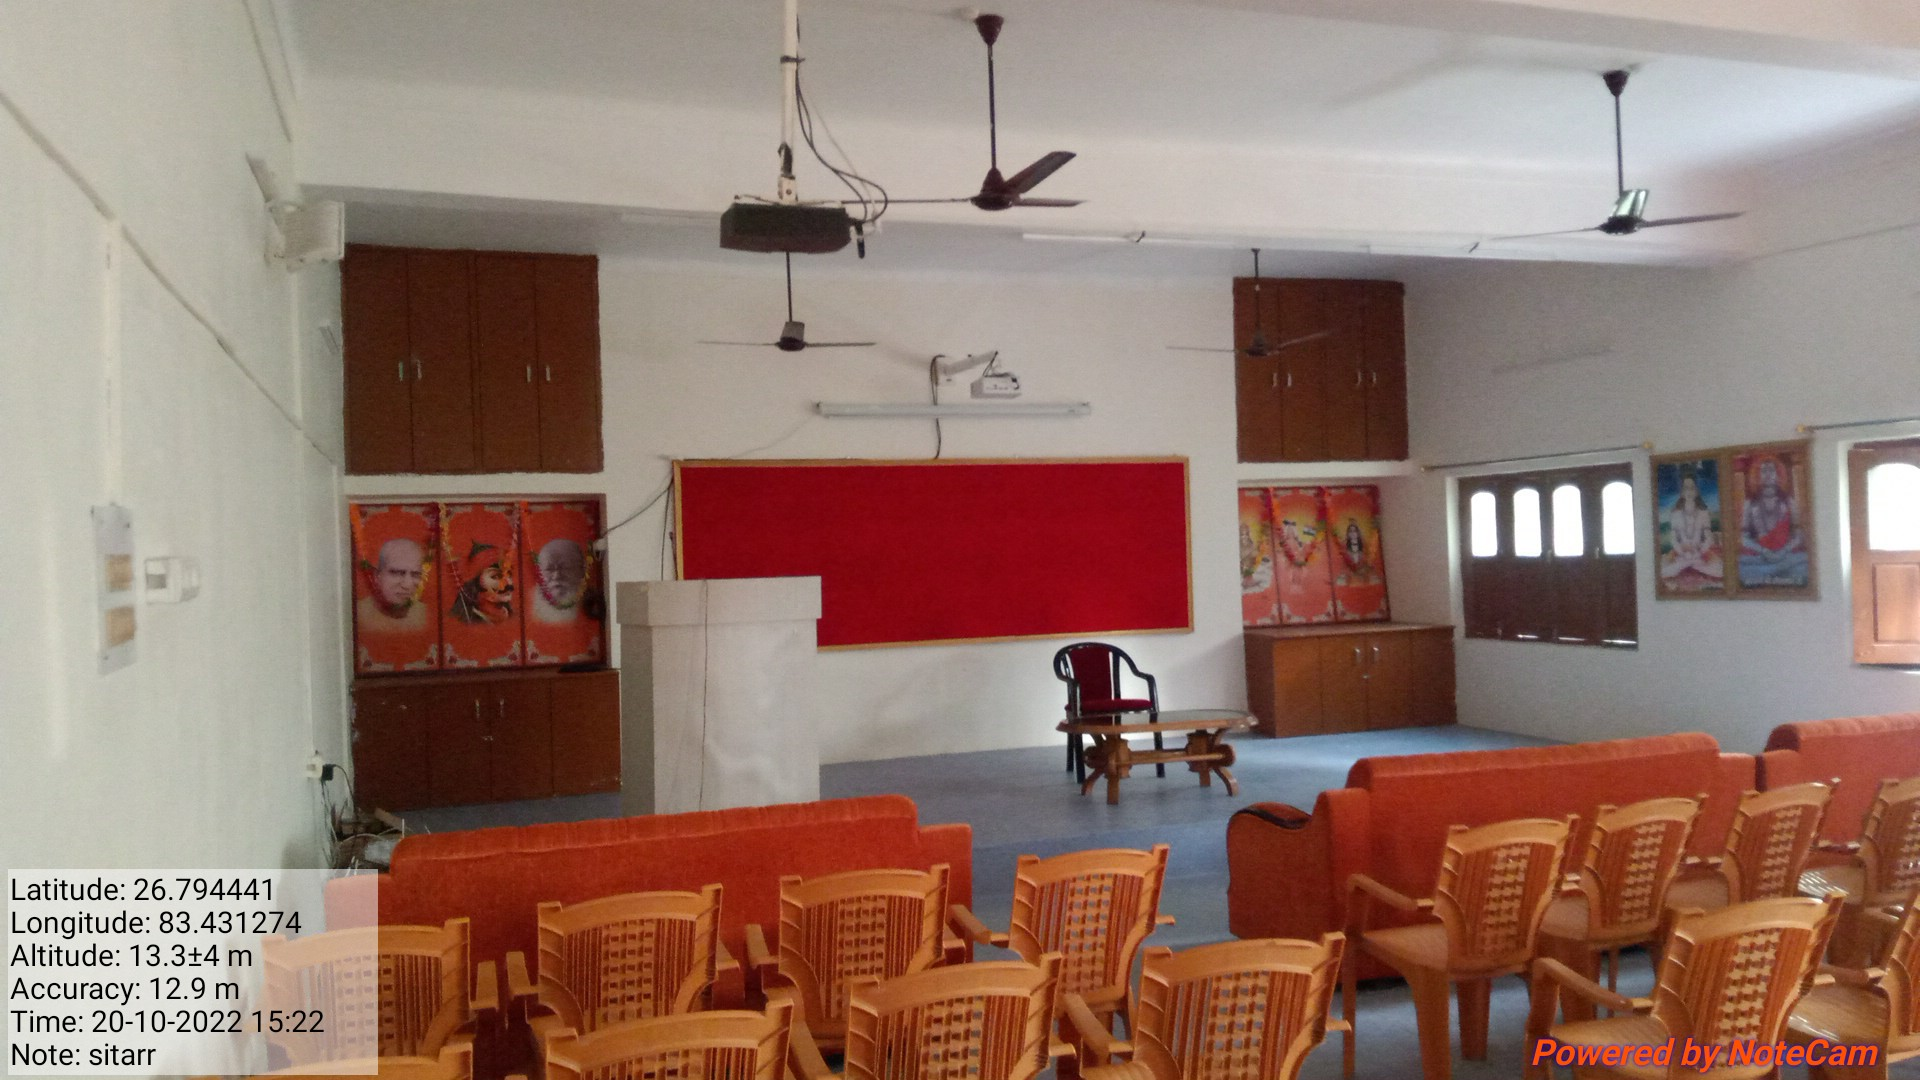 Latitude: 26.794441
Longitude: 83.431274
Altitude: 13.3±4 m
Accuracy: 12.9 m
Time: 20-10-2022 15:22
Note: sitarr
Powered by NoteCam